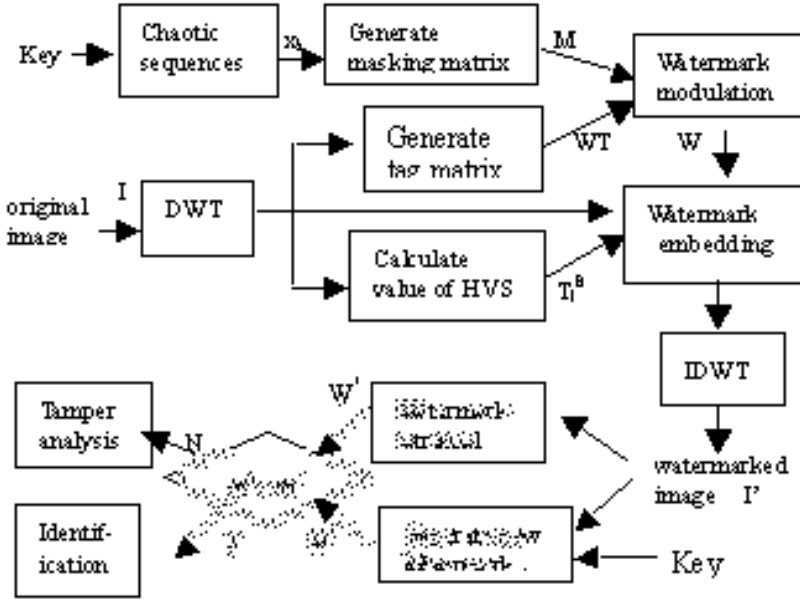 Key
Chaotic
sequences
Generate
masking matrix
M
Watermark
modulation
Generate
tag matrix
WT
W
original
image
I
DWT
Watermark
embedding
Calculate
value of HVS
IDWT
Tamper
analysis
N
W'
watermarked
image I'
Identif-
ication
Key